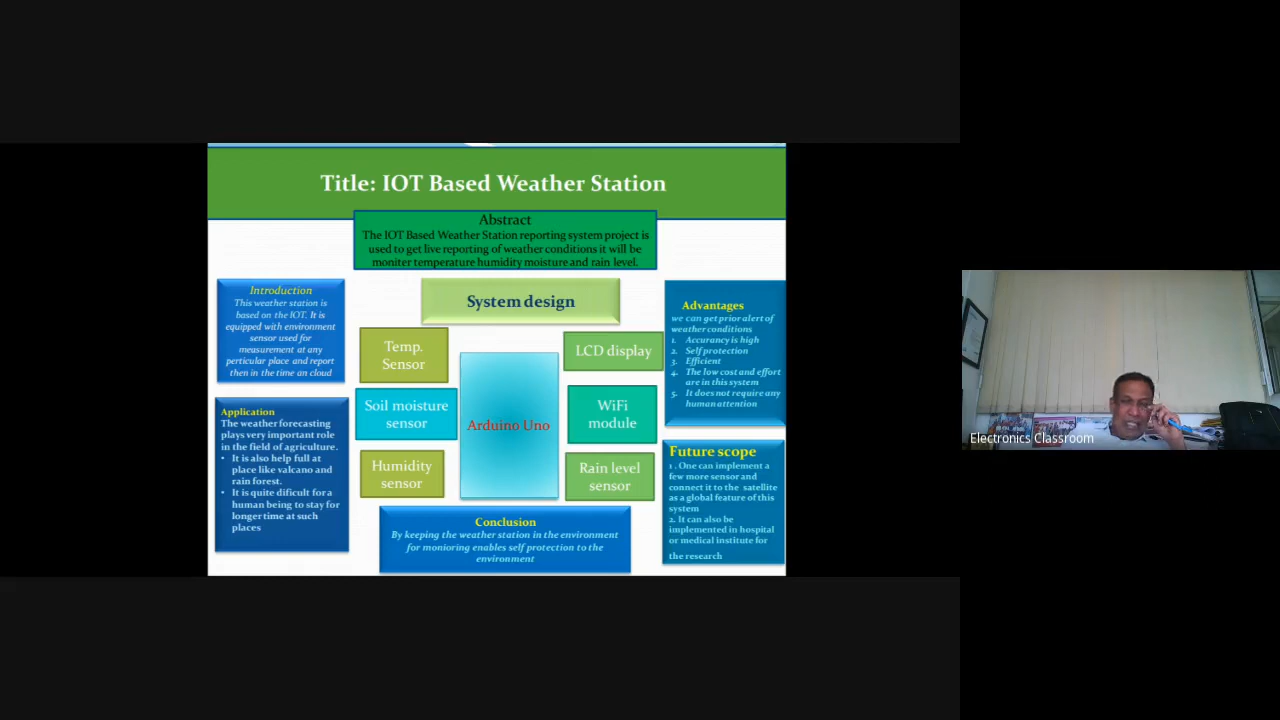 Title: IOT Based Weather Station
Abstract
The IOT Based Weather Station reporting system project is
used to get live reporting of weather conditions it will be
moniter temperature humidity moisture and rain level.
Introduction
This weather station is
based on the IOT. It is
equipped with environment
sensor used for
measurement at any
perticular place and report
then in the time an cloud
Application
The weather forecasting
plays very important role
in the field of agriculture.
• It is also help full at
place like valcano and
rain forest.
• It is quite dificult for a
human being to stay for
longer time at such
places
System design
Temp.
Sensor
Soil moisture
sensor
Humidity
sensor
Arduino Uno
LCD display
WiFi
module
Rain level
sensor
Conclusion
By keeping the weather station in the environment
for monioring enables self protection to the
environment
Advantages
we can get prior alert of
weather conditions
1. Accurancy is high
2. Self protection
3. Efficient
4. The low cost and effort
are in this system
5. It does not require any
human attention
Future scope
1 . One can implement a
few more sensor and
connect it to the satellite
as a global feature of this
system
2. It can also be
implemented in hospital
or medical institute for
the research
Electronics Classroom